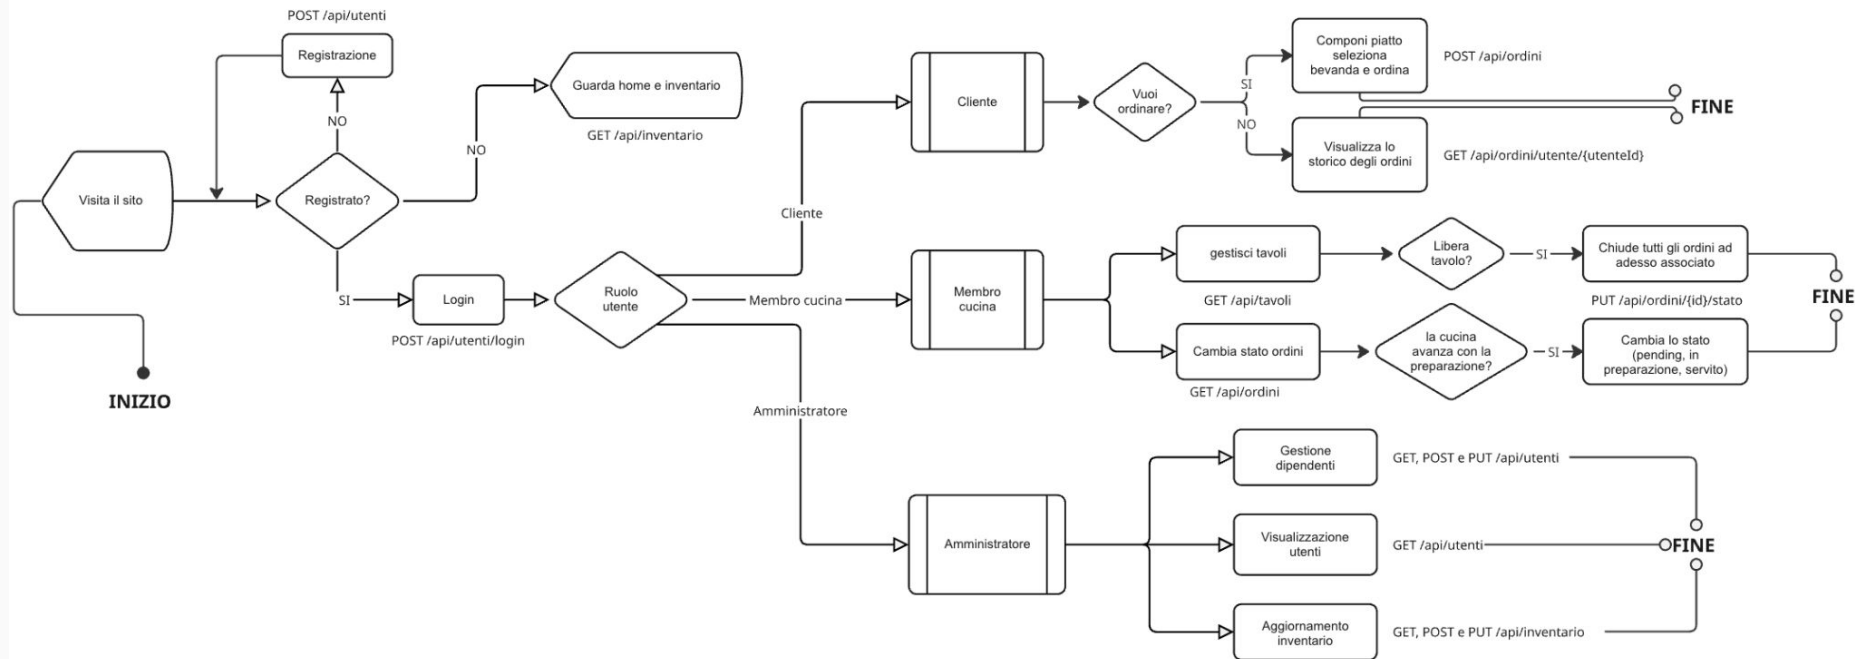 POST /api/utenti
Registrazione
NO
Visita il sito
Registrato?
NO
Guarda home e inventario
GET /api/inventario
INIZIO
SI
Login
POST /api/utenti/login
Ruolo
utente
Cliente
Membro cucina
Amministratore
Cliente
Vuoi
ordinare?
SI
NO
Componi piatto
seleziona
bevanda e ordina
POST /api/ordini
Visualizza lo
storico degli ordini
GET /api/ordini/utente/{utenteId}
FINE
Membro
cucina
gestisci tavoli
GET /api/tavoli
Libera
tavolo?
SI
Chiude tutti gli ordini ad
adesso associato
PUT /api/ordini/{id}/stato
Cambia stato ordini
GET /api/ordini
la cucina
avanza con la
preparazione?
SI
Cambia lo stato
(pending, in
preparazione, servito)
FINE
Amministratore
Gestione
dipendenti
GET, POST e PUT /api/utenti
Visualizzazione
utenti
GET /api/utenti
Aggiornamento
inventario
GET, POST e PUT /api/inventario
FINE